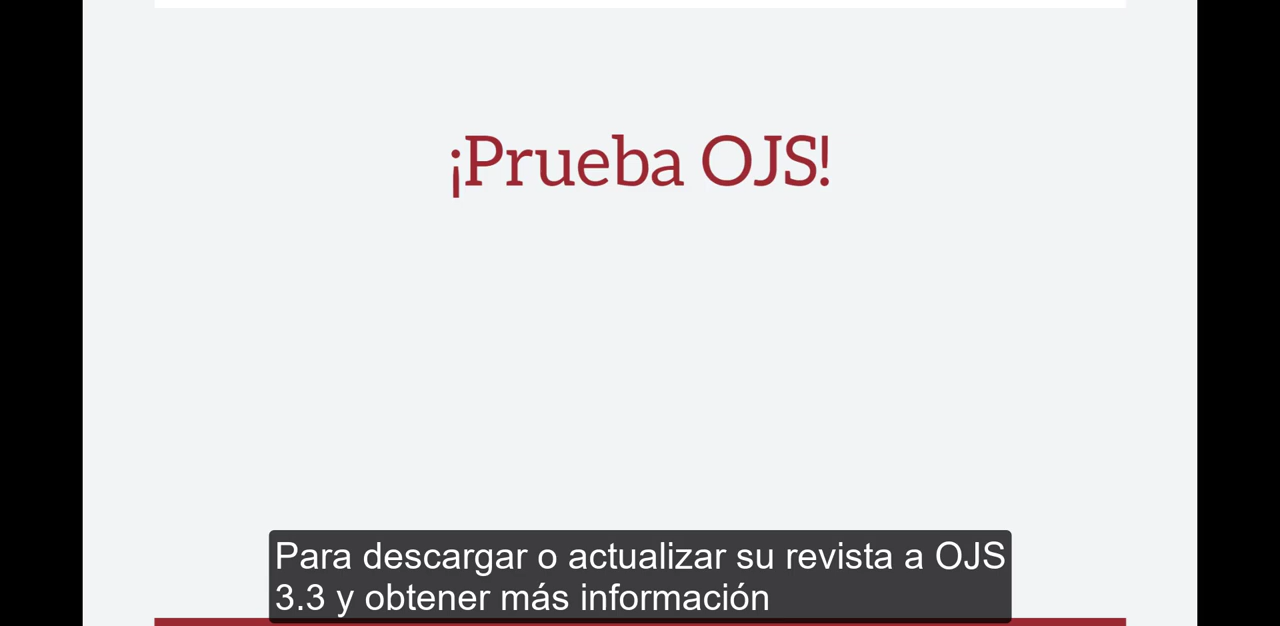 ¡Prueba OJS!
Para descargar o actualizar su revista a OJS
3.3 y obtener más información